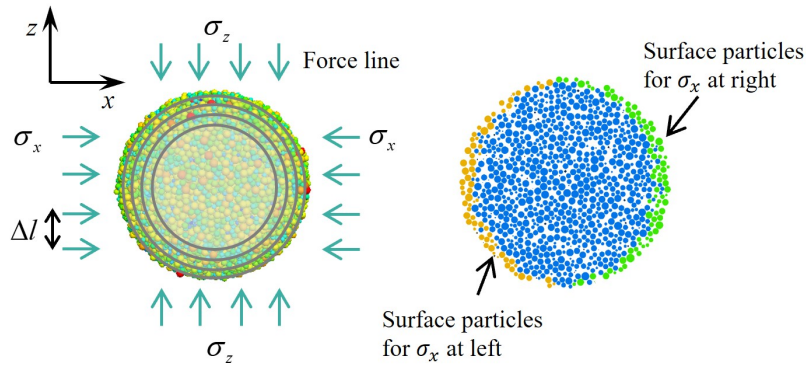 z
σz
Force line
x
σx
σx
Δl
σz
Surface particles
for σx at right
Surface particles
for σx at left